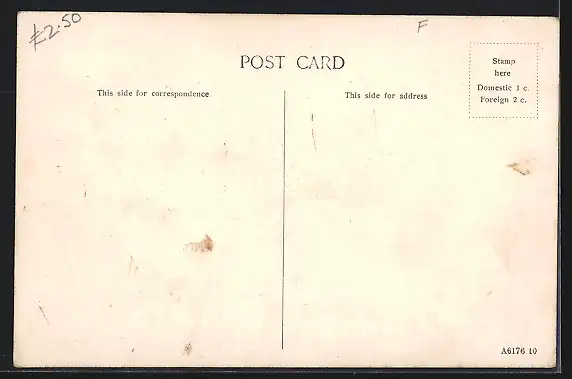 £2.50
F
POST CARD
This side for correspondence
This side for address
Stamp
here
Domestic 1 c.
Foreign 2 c.
A6176 10